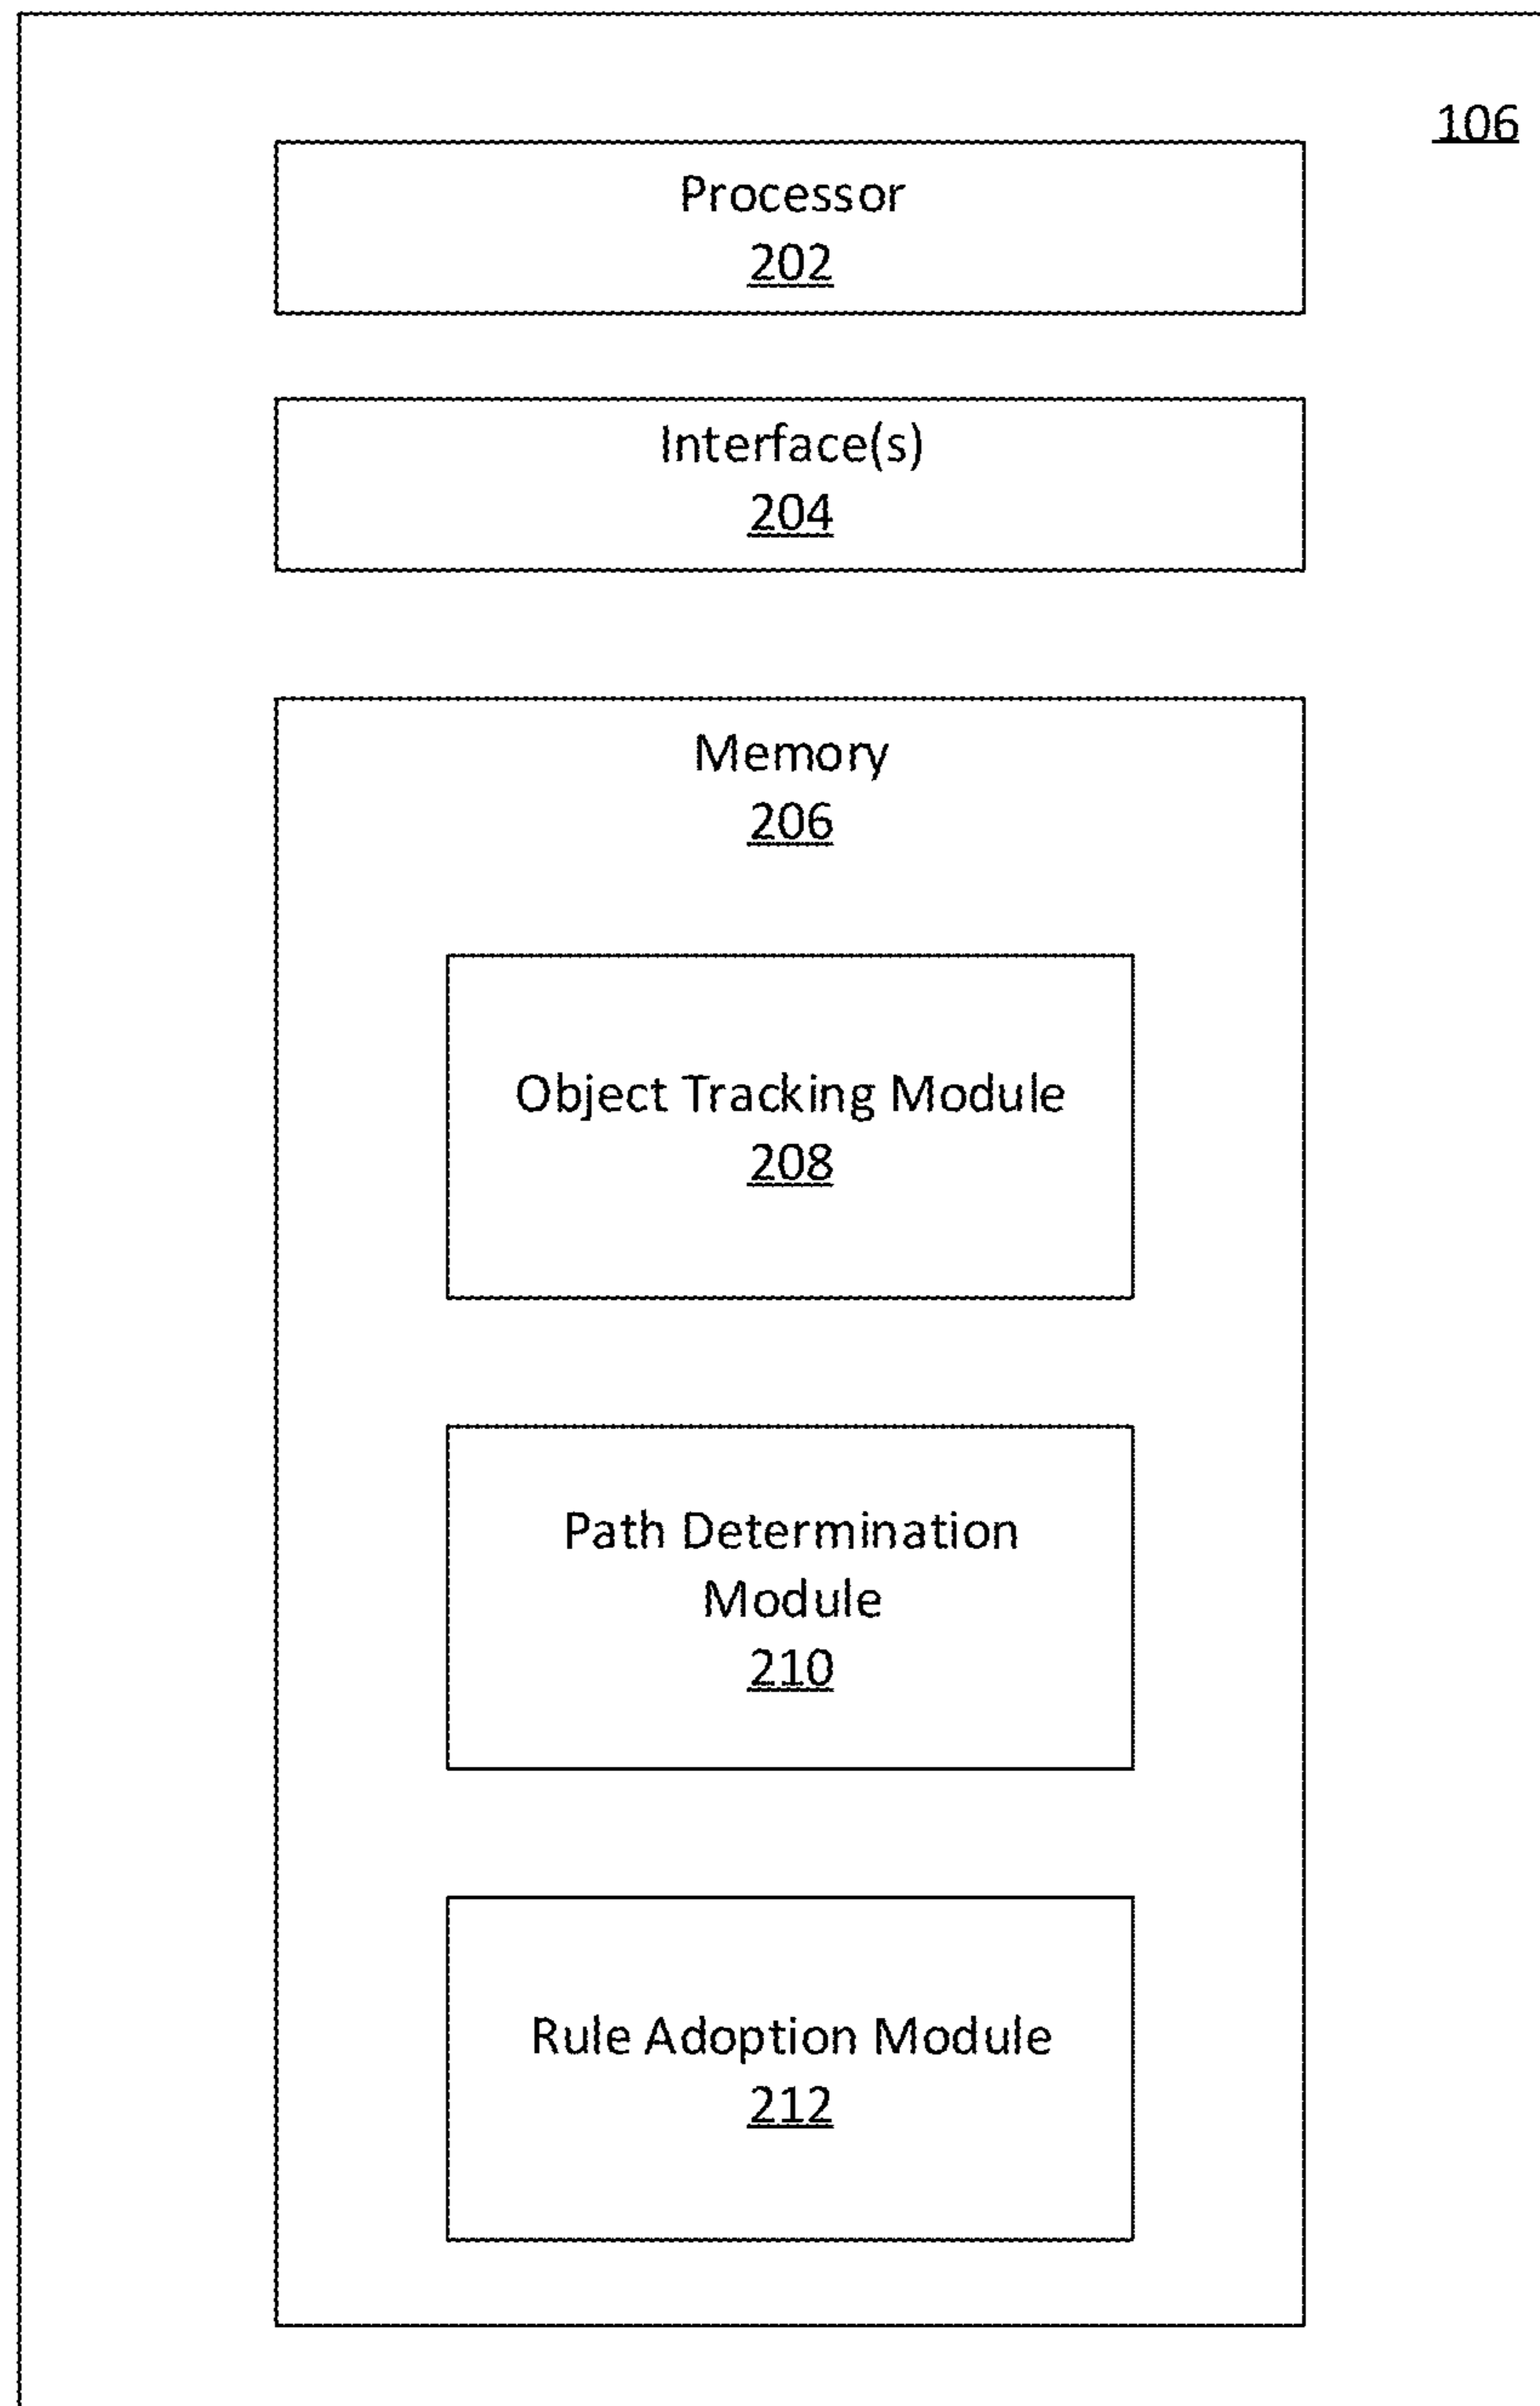 106
Processor
202
Interface(s)
204
Memory
206
Object Tracking Module
208
Path Determination
Module
210
Rule Adoption Module
212